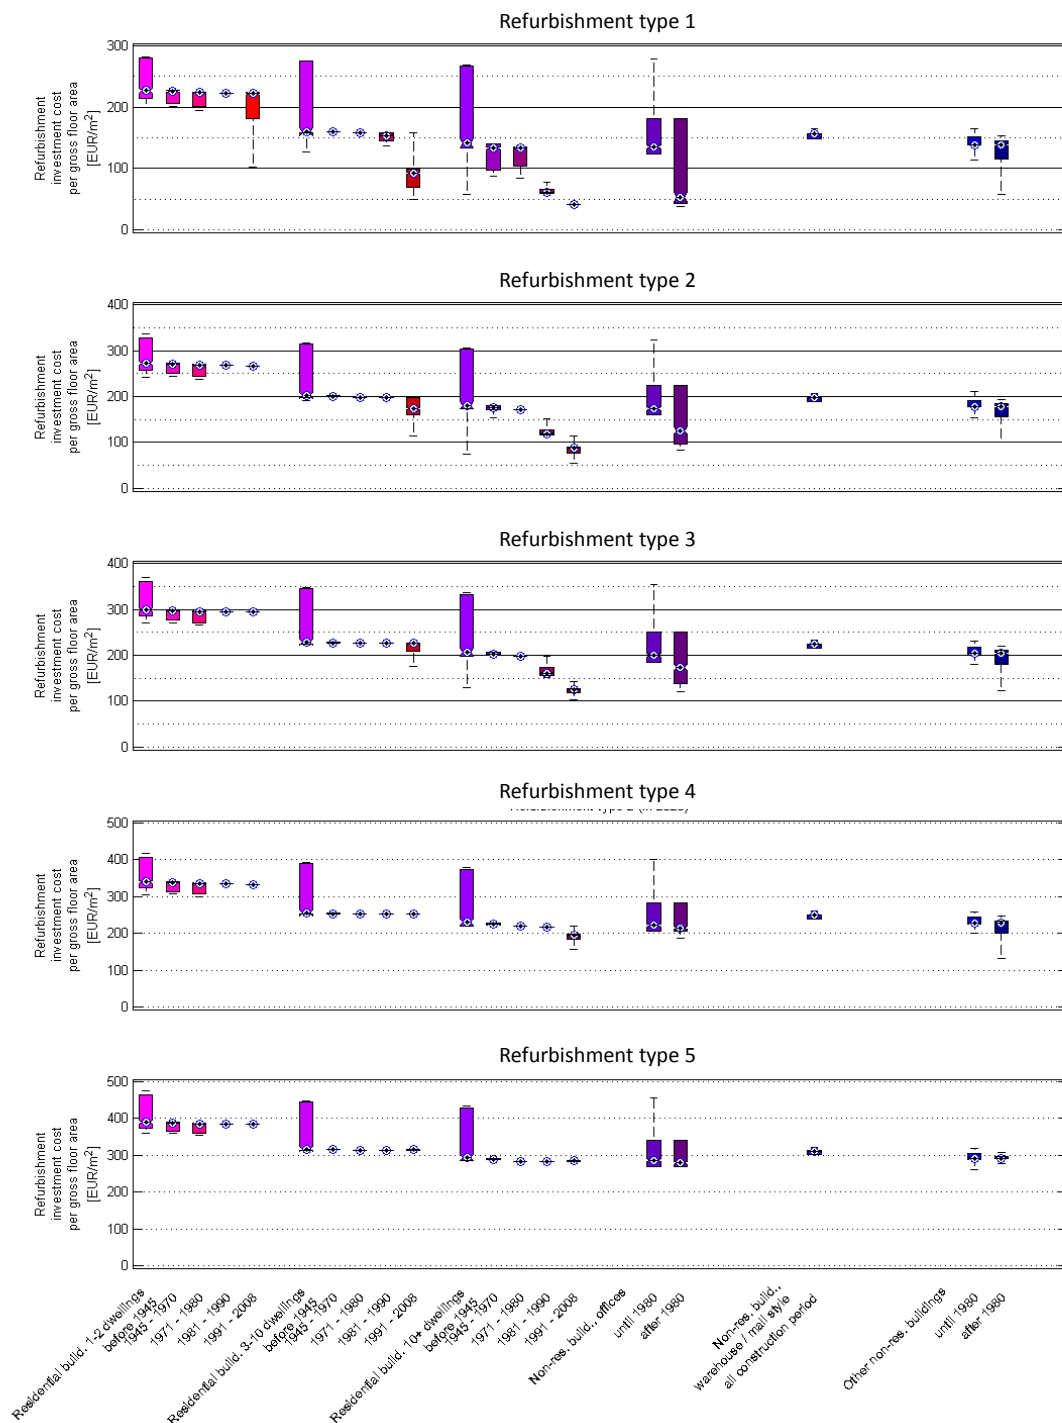 Refurbishment type 1
Refurbishment
investment cost
per gross floor area
[EUR/m²]
300
200
100
0
Refurbishment type 2
Refurbishment
investment cost
per gross floor area
[EUR/m²]
400
300
200
100
0
Refurbishment type 3
Refurbishment
investment cost
per gross floor area
[EUR/m²]
400
300
200
100
0
Refurbishment type 4
Refurbishment
investment cost
per gross floor area
[EUR/m²]
500
400
300
200
100
0
Refurbishment type 5
Refurbishment
investment cost
per gross floor area
[EUR/m²]
500
400
300
200
100
0
Residential build. 1-2 dwellings
before 1945
1945 - 1970
1971 - 1980
1981 - 1990
1991 - 2008
Residential build. 3-10 dwellings
before 1945
1945 - 1970
1971 - 1980
1981 - 1990
1991 - 2008
Residential build. 10+ dwellings
before 1945
1945 - 1970
1971 - 1980
1981 - 1990
1991 - 2008
Non-res. build., offices
until 1980
after 1980
Non-res. build.,
warehouse / mall style
all construction period
Other non-res. buildings
until 1980
after 1980